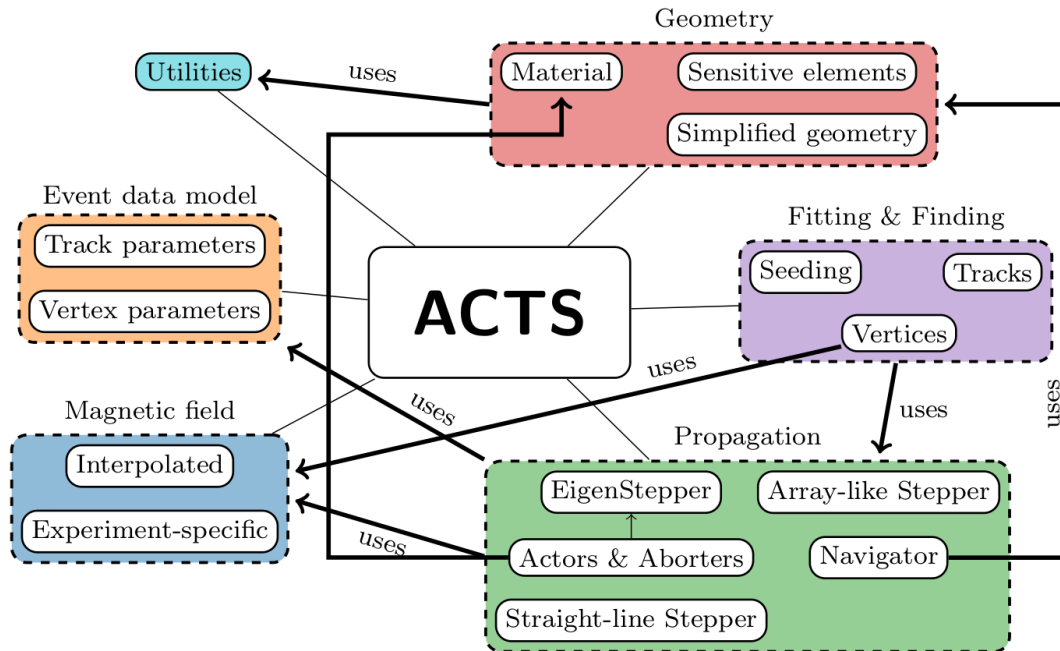 Geometry
Utilities
uses
Material
Sensitive elements
Simplified geometry
Event data model
Track parameters
Vertex parameters
Fitting & Finding
Seeding
Tracks
Vertices
ACTS
uses
uses
uses
uses
Magnetic field
Interpolated
Experiment-specific
uses
Propagation
EigenStepper
Array-like Stepper
Actors & Aborters
Navigator
Straight-line Stepper